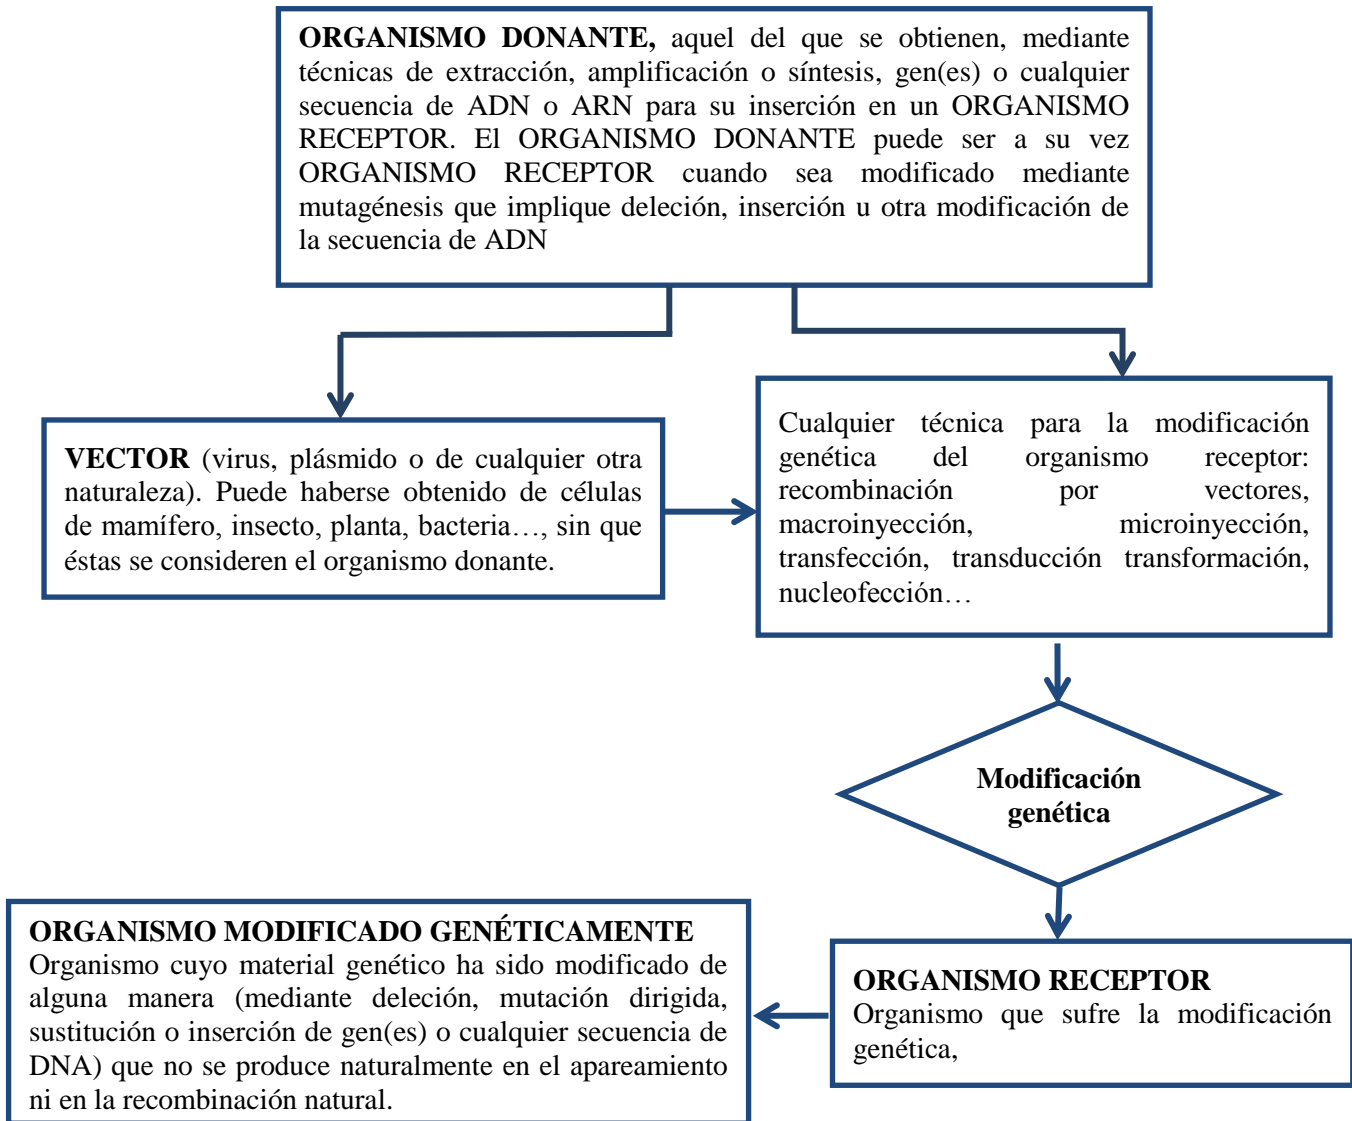 ORGANISMO DONANTE, aquel del que se obtienen, mediante
técnicas de extracción, amplificación o síntesis, gen(es) o cualquier
secuencia de ADN o ARN para su inserción en un ORGANISMO
RECEPTOR. El ORGANISMO DONANTE puede ser a su vez
ORGANISMO RECEPTOR cuando sea modificado mediante
mutagénesis que implique deleción, inserción u otra modificación de
la secuencia de ADN
VECTOR (virus, plásmido o de cualquier otra
naturaleza). Puede haberse obtenido de células
de mamífero, insecto, planta, bacteria…, sin que
éstas se consideren el organismo donante.
Cualquier técnica para la modificación
genética del organismo receptor:
recombinación por vectores,
macroinyección, microinyección,
transfección, transducción transformación,
nucleofección…
Modificación
genética
ORGANISMO MODIFICADO GENÉTICAMENTE
Organismo cuyo material genético ha sido modificado de
alguna manera (mediante deleción, mutación dirigida,
sustitución o inserción de gen(es) o cualquier secuencia de
DNA) que no se produce naturalmente en el apareamiento
ni en la recombinación natural.
ORGANISMO RECEPTOR
Organismo que sufre la modificación
genética,